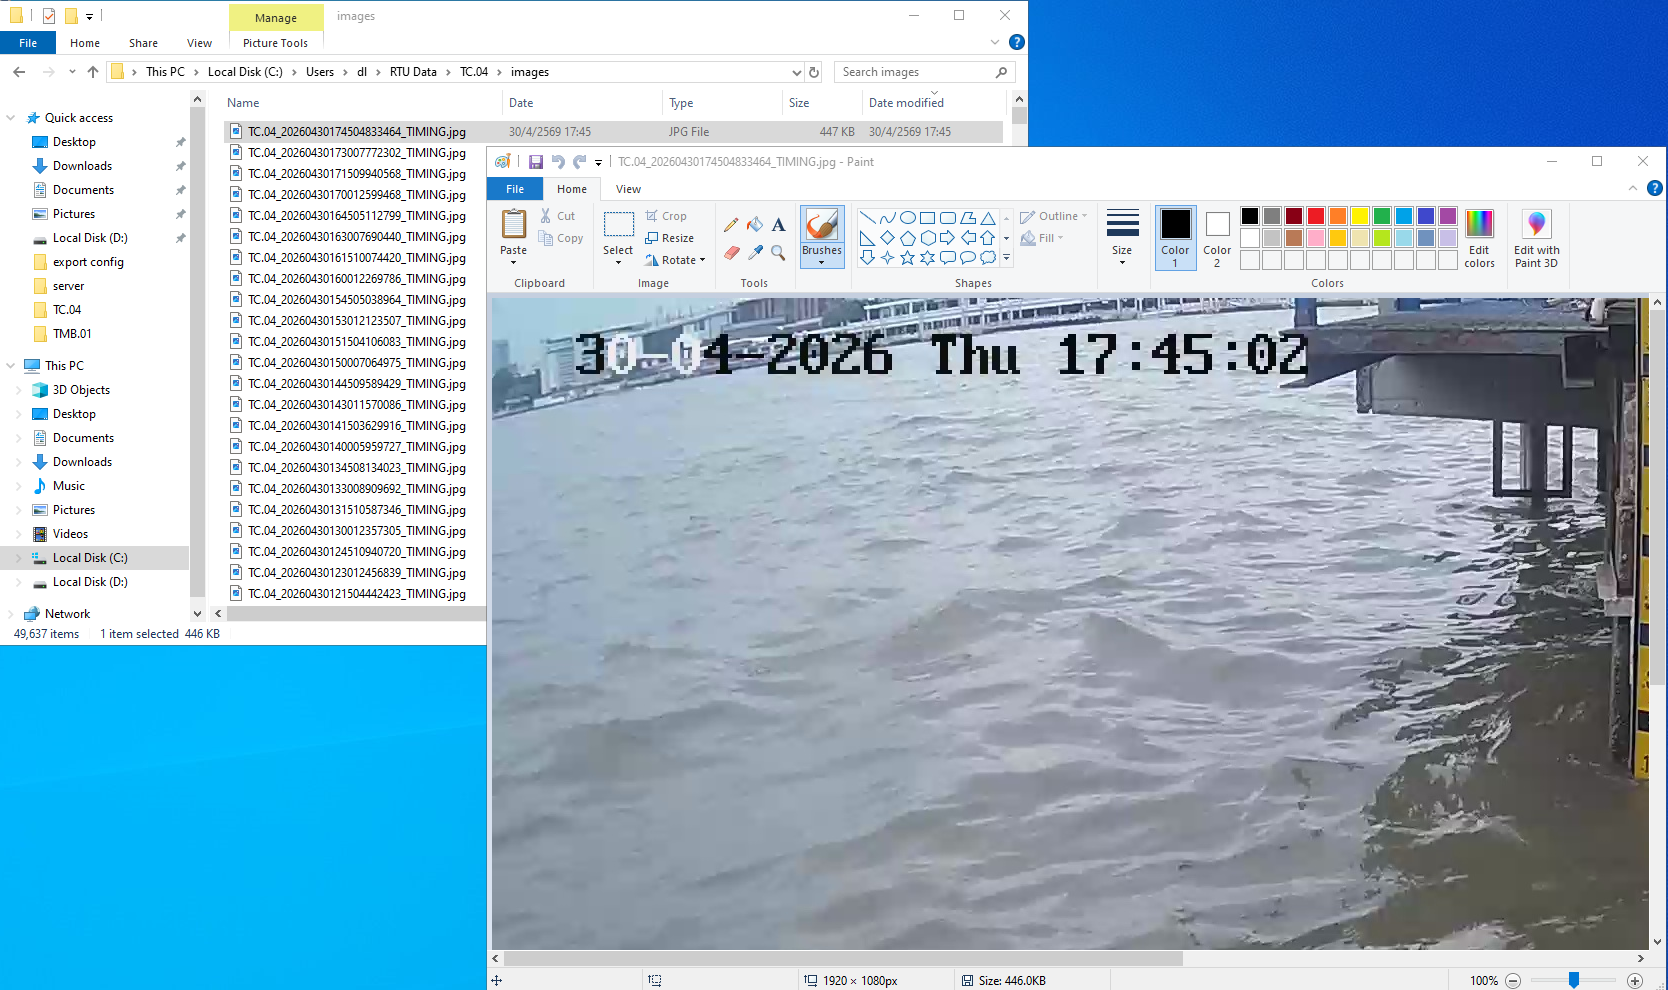 Manage
images
File
Home
Share
View
Picture Tools
This PC
Local Disk (C:)
Users
dl
RTU Data
TC.04
images
Search images
Name
Date
Type
Size
Date modified
Quick access
Desktop
Downloads
Documents
Pictures
Local Disk (D:)
export config
server
TC.04
TMB.01
This PC
3D Objects
Desktop
Documents
Downloads
Music
Pictures
Videos
Local Disk (C:)
Local Disk (D:)
Network
TC.04_20260430174504833464_TIMING.jpg 30/4/2569 17:45 JPG File 447 KB 30/4/2569 17:45
TC.04_20260430173007772302_TIMING.jpg
TC.04_20260430171509940568_TIMING.jpg
TC.04_20260430170012599468_TIMING.jpg
TC.04_20260430164505112799_TIMING.jpg
TC.04_20260430163007690440_TIMING.jpg
TC.04_20260430161510074420_TIMING.jpg
TC.04_20260430160012269786_TIMING.jpg
TC.04_20260430154505038964_TIMING.jpg
TC.04_20260430153012123507_TIMING.jpg
TC.04_20260430151504106083_TIMING.jpg
TC.04_20260430150007064975_TIMING.jpg
TC.04_20260430144509589429_TIMING.jpg
TC.04_20260430143011570086_TIMING.jpg
TC.04_20260430141503629916_TIMING.jpg
TC.04_20260430140005959727_TIMING.jpg
TC.04_20260430134508134023_TIMING.jpg
TC.04_20260430133008909692_TIMING.jpg
TC.04_20260430131510587346_TIMING.jpg
TC.04_20260430130012357305_TIMING.jpg
TC.04_20260430124510940720_TIMING.jpg
TC.04_20260430123012456839_TIMING.jpg
TC.04_20260430121504442423_TIMING.jpg
49,637 items
1 item selected 446 KB
TC.04_20260430174504833464_TIMING.jpg - Paint
File
Home
View
Paste
Cut
Copy
Clipboard
Select
Crop
Resize
Rotate
Image
Tools
Brushes
Shapes
Outline
Fill
Size
Color 1
Color 2
Edit colors
Edit with Paint 3D
Colors
30-04-2026 Thu 17:45:02
1920 × 1080px
Size: 446.0KB
100%